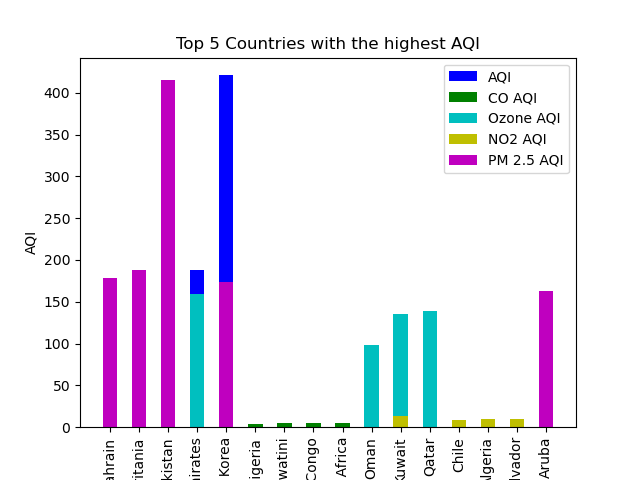 Top 5 Countries with the highest AQI
AQI
CO AQI
Ozone AQI
NO2 AQI
PM 2.5 AQI
AQI
400
350
300
250
200
150
100
50
0
ahrain
ritania
kistan
irates
Korea
igeria
watini
Congo
Africa
Oman
Kuwait
Qatar
Chile
lgeria
lvador
Aruba